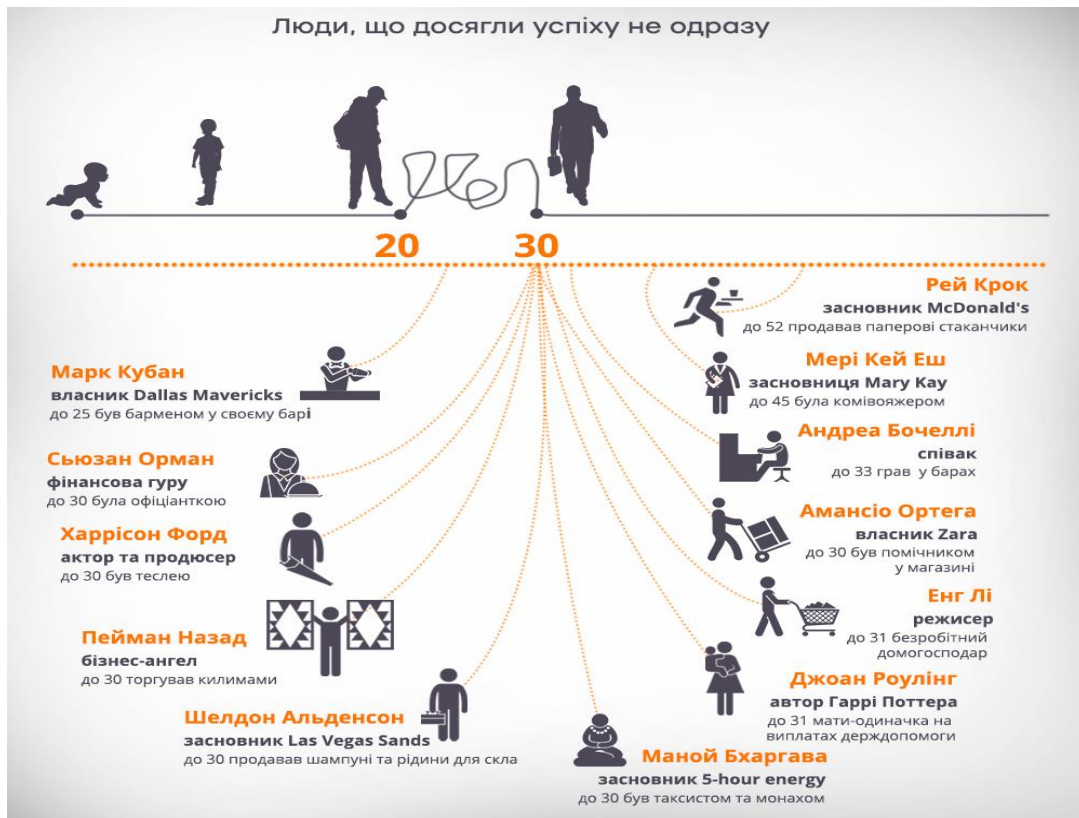 Люди, що досягли успіху не одразу
20
30
Рей Крок
засновник McDonald's
до 52 продавав паперові стаканчики
Мері Кей Еш
засновниця Mary Kay
до 45 була комівояжером
Андреа Бочеллі
співак
до 33 грав у барах
Амансіо Ортега
власник Zara
до 30 був помічником
у магазині
Енг Лі
режисер
до 31 безробітний
домогосподар
Джоан Роулінг
автор Гаррі Поттера
до 31 мати-одиначка на
виплатах держдопомоги
Маной Бхаргава
засновник 5-hour energy
до 30 був таксистом та монахом
Марк Кубан
власник Dallas Mavericks
до 25 був барменом у своєму барі
Сьюзан Орман
фінансова гуру
до 30 була офіціанткою
Харрісон Форд
актор та продюсер
до 30 був теслею
Пейман Назад
бізнес-ангел
до 30 торгував килимами
Шелдон Альденсон
засновник Las Vegas Sands
до 30 продавав шампуні та рідини для скла